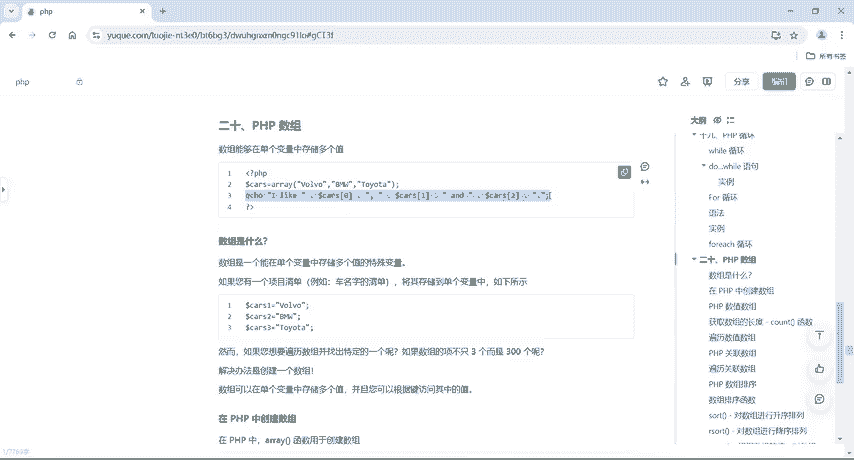 php
所有书签
php
分享
编辑
二十、PHP 数组
数组能够在单个变量中存储多个值
1 <?php
2 $cars=array("Volvo","BMW","Toyota");
3 echo "I like " . $cars[0] . ", " . $cars[1] . " and " . $cars[2] . ".";
4 ?>
数组是什么?
数组是一个能在单个变量中存储多个值的特殊变量。
如果您有一个项目清单（例如：车名字的清单），将其存储到单个变量中，如下所示
1 $cars1="Volvo";
2 $cars2="BMW";
3 $cars3="Toyota";
然而，如果您想要遍历数组并找出特定的一个呢？如果数组的项不只 3 个而是 300 个呢?
解决办法是创建一个数组!
数组可以在单个变量中存储多个值，并且您可以根据键访问其中的值。
在 PHP 中创建数组
在 PHP 中，array() 函数用于创建数组
大纲
十九、PHP 循环
while 循环
do...while 语句
实例
For 循环
语法
实例
foreach 循环
二十、PHP 数组
数组是什么?
在 PHP 中创建数组
PHP 数值数组
获取数组的长度 - count() 函数
遍历数值数组
PHP 关联数组
遍历关联数组
PHP 数组排序
数组排序函数
sort() - 对数组进行升序排列
rsort() - 对数组进行降序排列